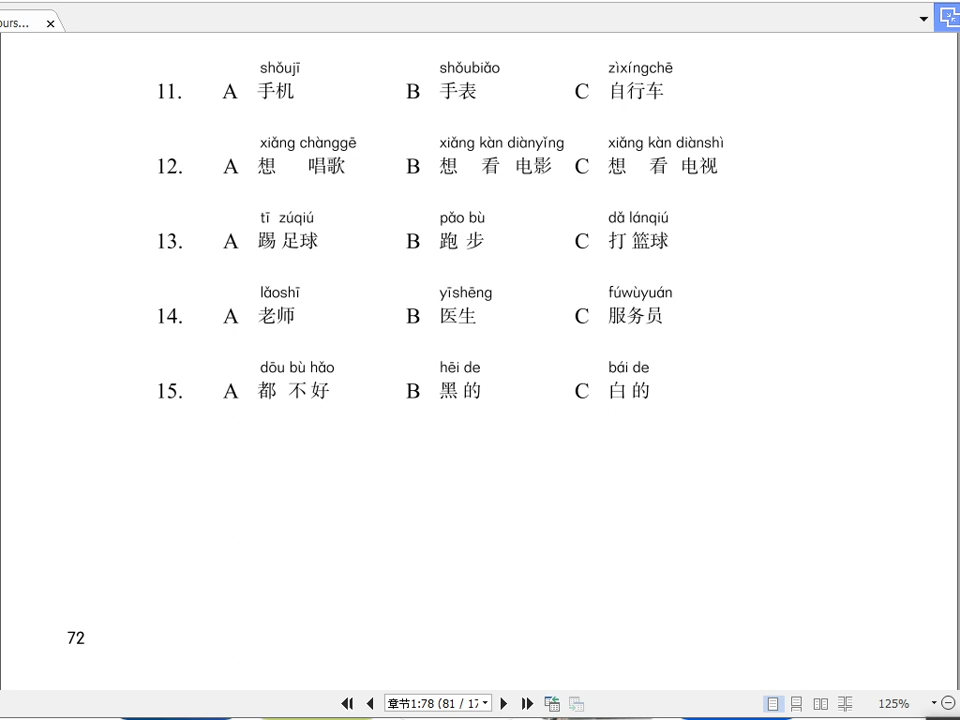 ours...
shǒujī shǒubiǎo zìxíngchē
11. A 手机 B 手表 C 自行车
xiǎng chànggē xiǎng kàn diànyǐng xiǎng kàn diànshì
12. A 想 唱歌 B 想 看 电影 C 想 看 电视
tī zúqiú pǎo bù dǎ lánqiú
13. A 踢 足球 B 跑 步 C 打 篮球
lǎoshī yīshēng fúwùyuán
14. A 老师 B 医生 C 服务员
dōu bù hǎo hēi de bái de
15. A 都 不 好 B 黑 的 C 白 的
72
章节1:78 (81 / 17 125%